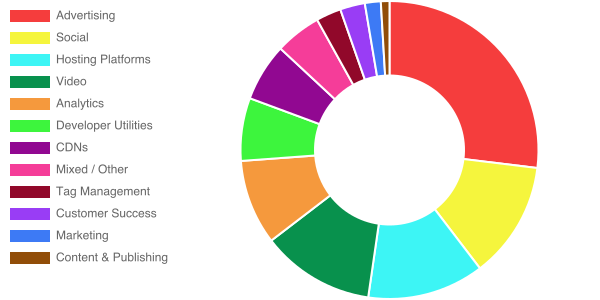 Advertising
Social
Hosting Platforms
Video
Analytics
Developer Utilities
CDNs
Mixed / Other
Tag Management
Customer Success
Marketing
Content & Publishing